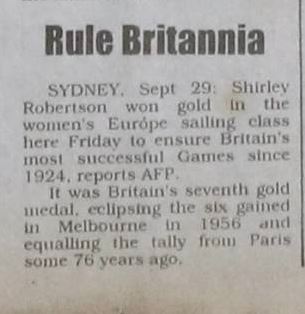 Rule Britannia
SYDNEY, Sept 29: Shirley
Robertson won gold in the
women's Európe sailing class
here Friday to ensure Britain's
most successful Games since
1924, reports AFP.
It was Britain's seventh gold
medal, eclipsing the six gained
in Melbourne in 1956 and
equalling the tally from Paris
some 76 years ago.